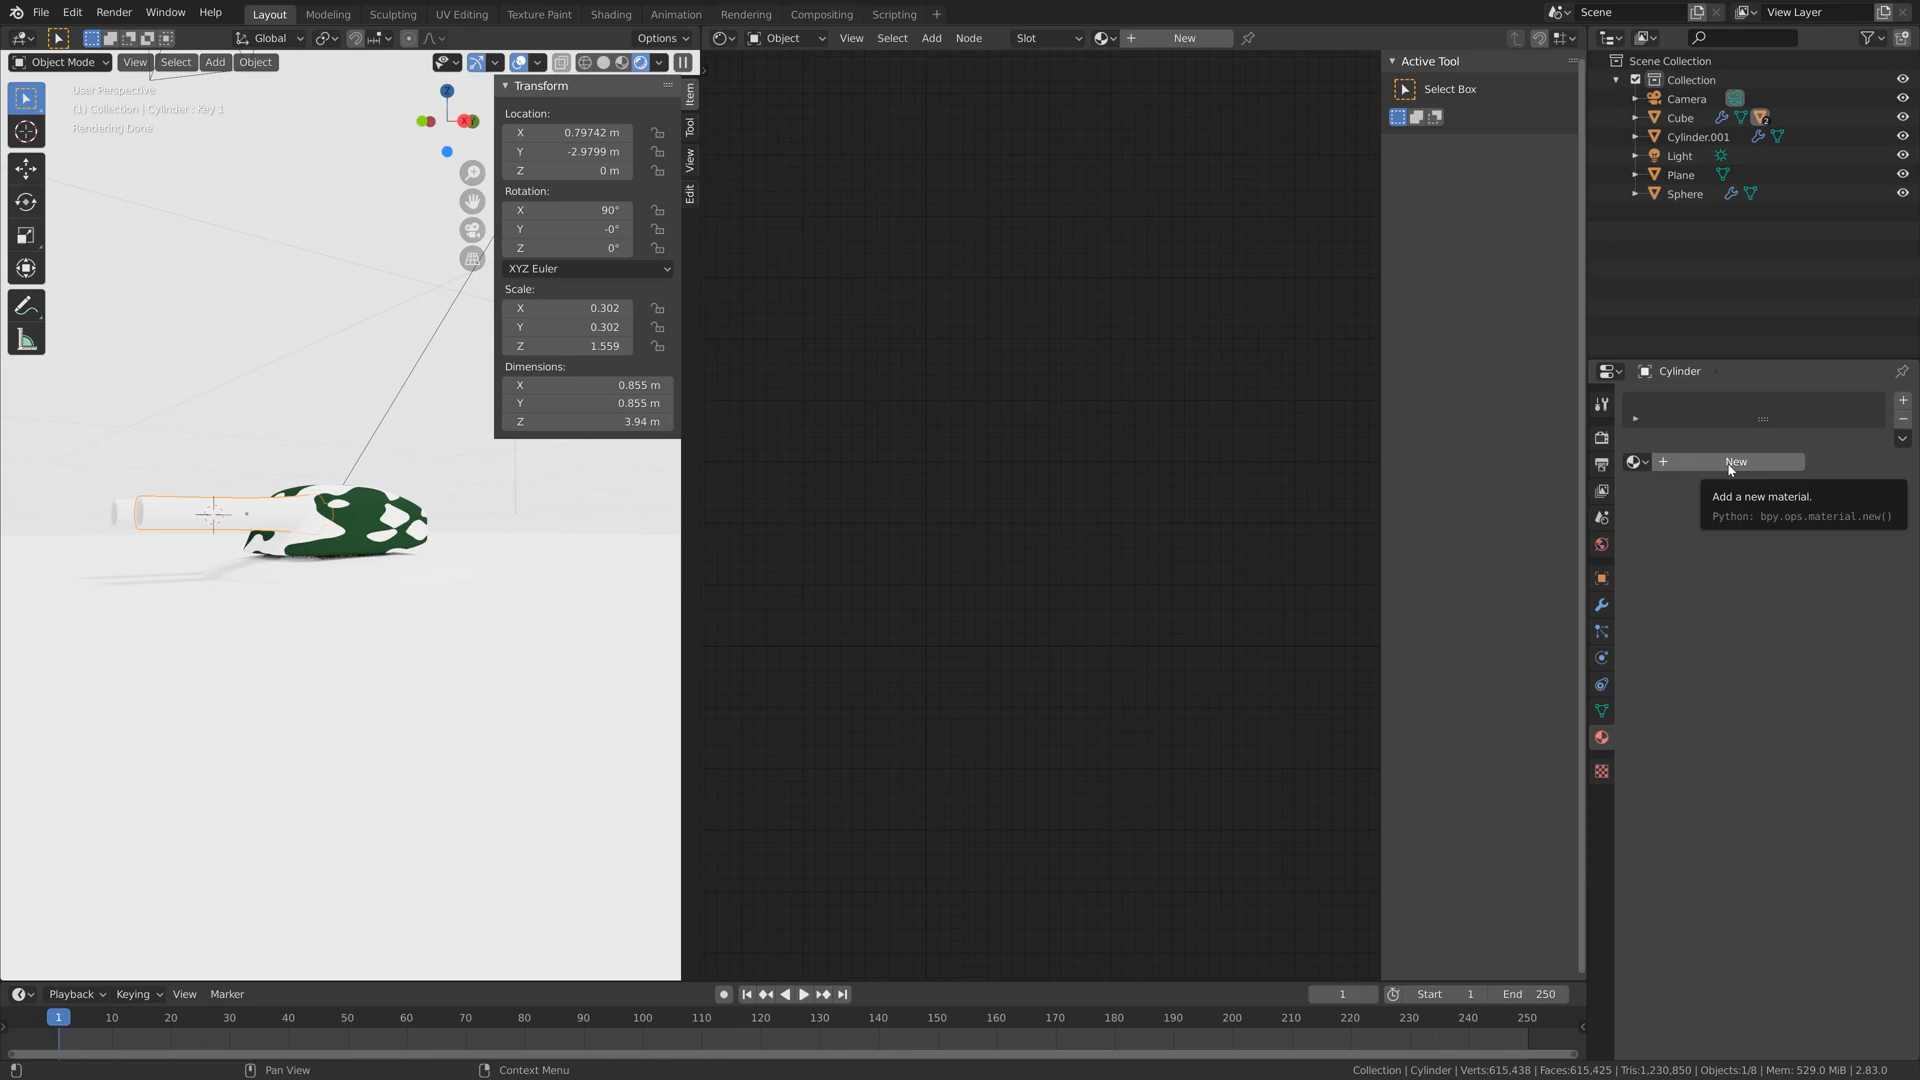 File Edit Render Window Help Layout Modeling Sculpting UV Editing Texture Paint Shading Animation Rendering Compositing Scripting + Scene View Layer
Global Options Object View Select Add Node Slot + New
Object Mode View Select Add Object
User Perspective
(1) Collection | Cylinder : Key 1
Rendering Done
Z
X
Transform
Location:
X 0.79742 m
Y -2.9799 m
Z 0 m
Rotation:
X 90°
Y -0°
Z 0°
XYZ Euler
Scale:
X 0.302
Y 0.302
Z 1.559
Dimensions:
X 0.855 m
Y 0.855 m
Z 3.94 m
Item
Tool
View
Edit
Active Tool
Select Box
Scene Collection
Collection
Camera
Cube 2
Cylinder.001
Light
Plane
Sphere
Cylinder
+ New
Add a new material.
Python: bpy.ops.material.new()
Playback Keying View Marker 1 Start 1 End 250
1 10 20 30 40 50 60 70 80 90 100 110 120 130 140 150 160 170 180 190 200 210 220 230 240 250
Pan View Context Menu Collection | Cylinder | Verts:615,438 | Faces:615,425 | Tris:1,230,850 | Objects:1/8 | Mem: 529.0 MiB | 2.83.0